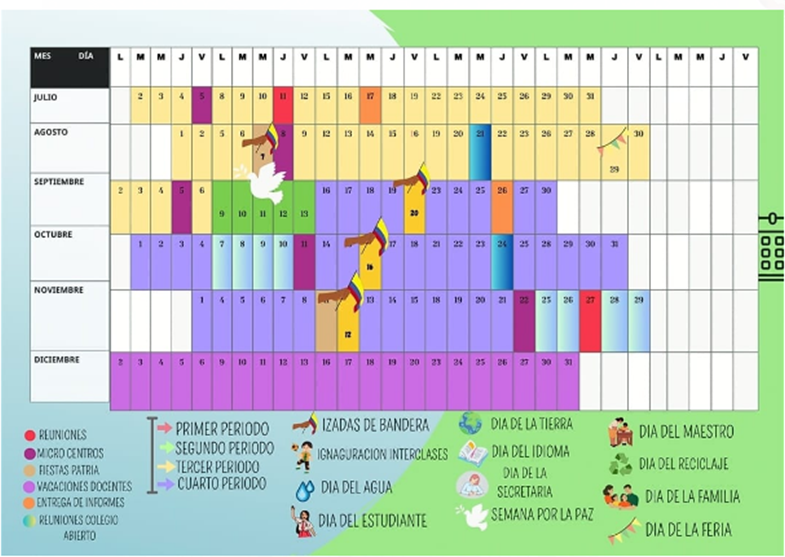 MES DÍA L M M J V L M M J V L M M J V L M M J V L M M J V L M M J V
JULIO 2 3 4 5 8 9 10 11 12 15 16 17 18 19 22 23 24 25 26 29 30 31
AGOSTO 1 2 5 6 7 8 9 12 13 14 15 16 19 20 21 22 23 26 27 28 29 30
SEPTIEMBRE 2 3 4 5 6 9 10 11 12 13 16 17 18 19 20 23 24 25 26 27 30
OCTUBRE 1 2 3 4 7 8 9 10 11 14 15 16 17 18 21 22 23 24 25 28 29 30 31
NOVIEMBRE 1 4 5 6 7 8 12 13 14 15 18 19 20 21 22 25 26 27 28 29
DICIEMBRE 2 3 4 5 6 9 10 11 12 13 16 17 18 19 20 23 24 25 26 27 30 31
REUNIONES
MICRO CENTROS
FIESTAS PATRIA
VACACIONES DOCENTES
ENTREGA DE INFORMES
REUNIONES COLEGIO
ABIERTO
PRIMER PERIODO
SEGUNDO PERIODO
TERCER PERIODO
CUARTO PERIODO
IZADAS DE BANDERA
IGNAGURACION INTERCLASES
DIA DEL AGUA
DIA DEL ESTUDIANTE
DIA DE LA TIERRA
DIA DEL IDIOMA
DIA DE LA
SECRETARIA
SEMANA POR LA PAZ
DIA DEL MAESTRO
DIA DEL RECICLAJE
DIA DE LA FAMILIA
DIA DE LA FERIA